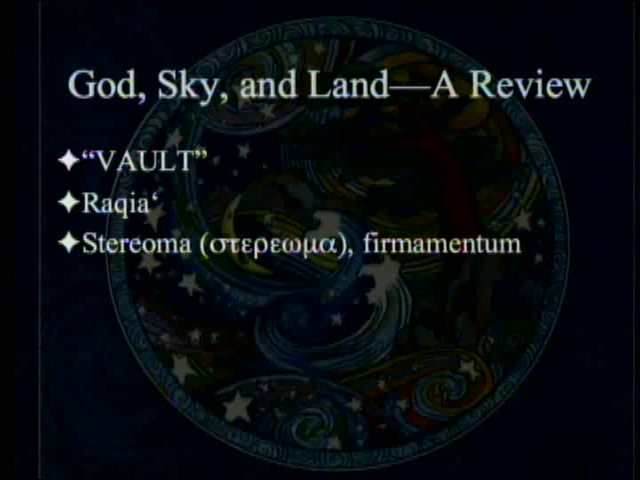 God, Sky, and Land—A Review
✦“VAULT”
✦Raqia‘
✦Stereoma (στερεωμα), firmamentum